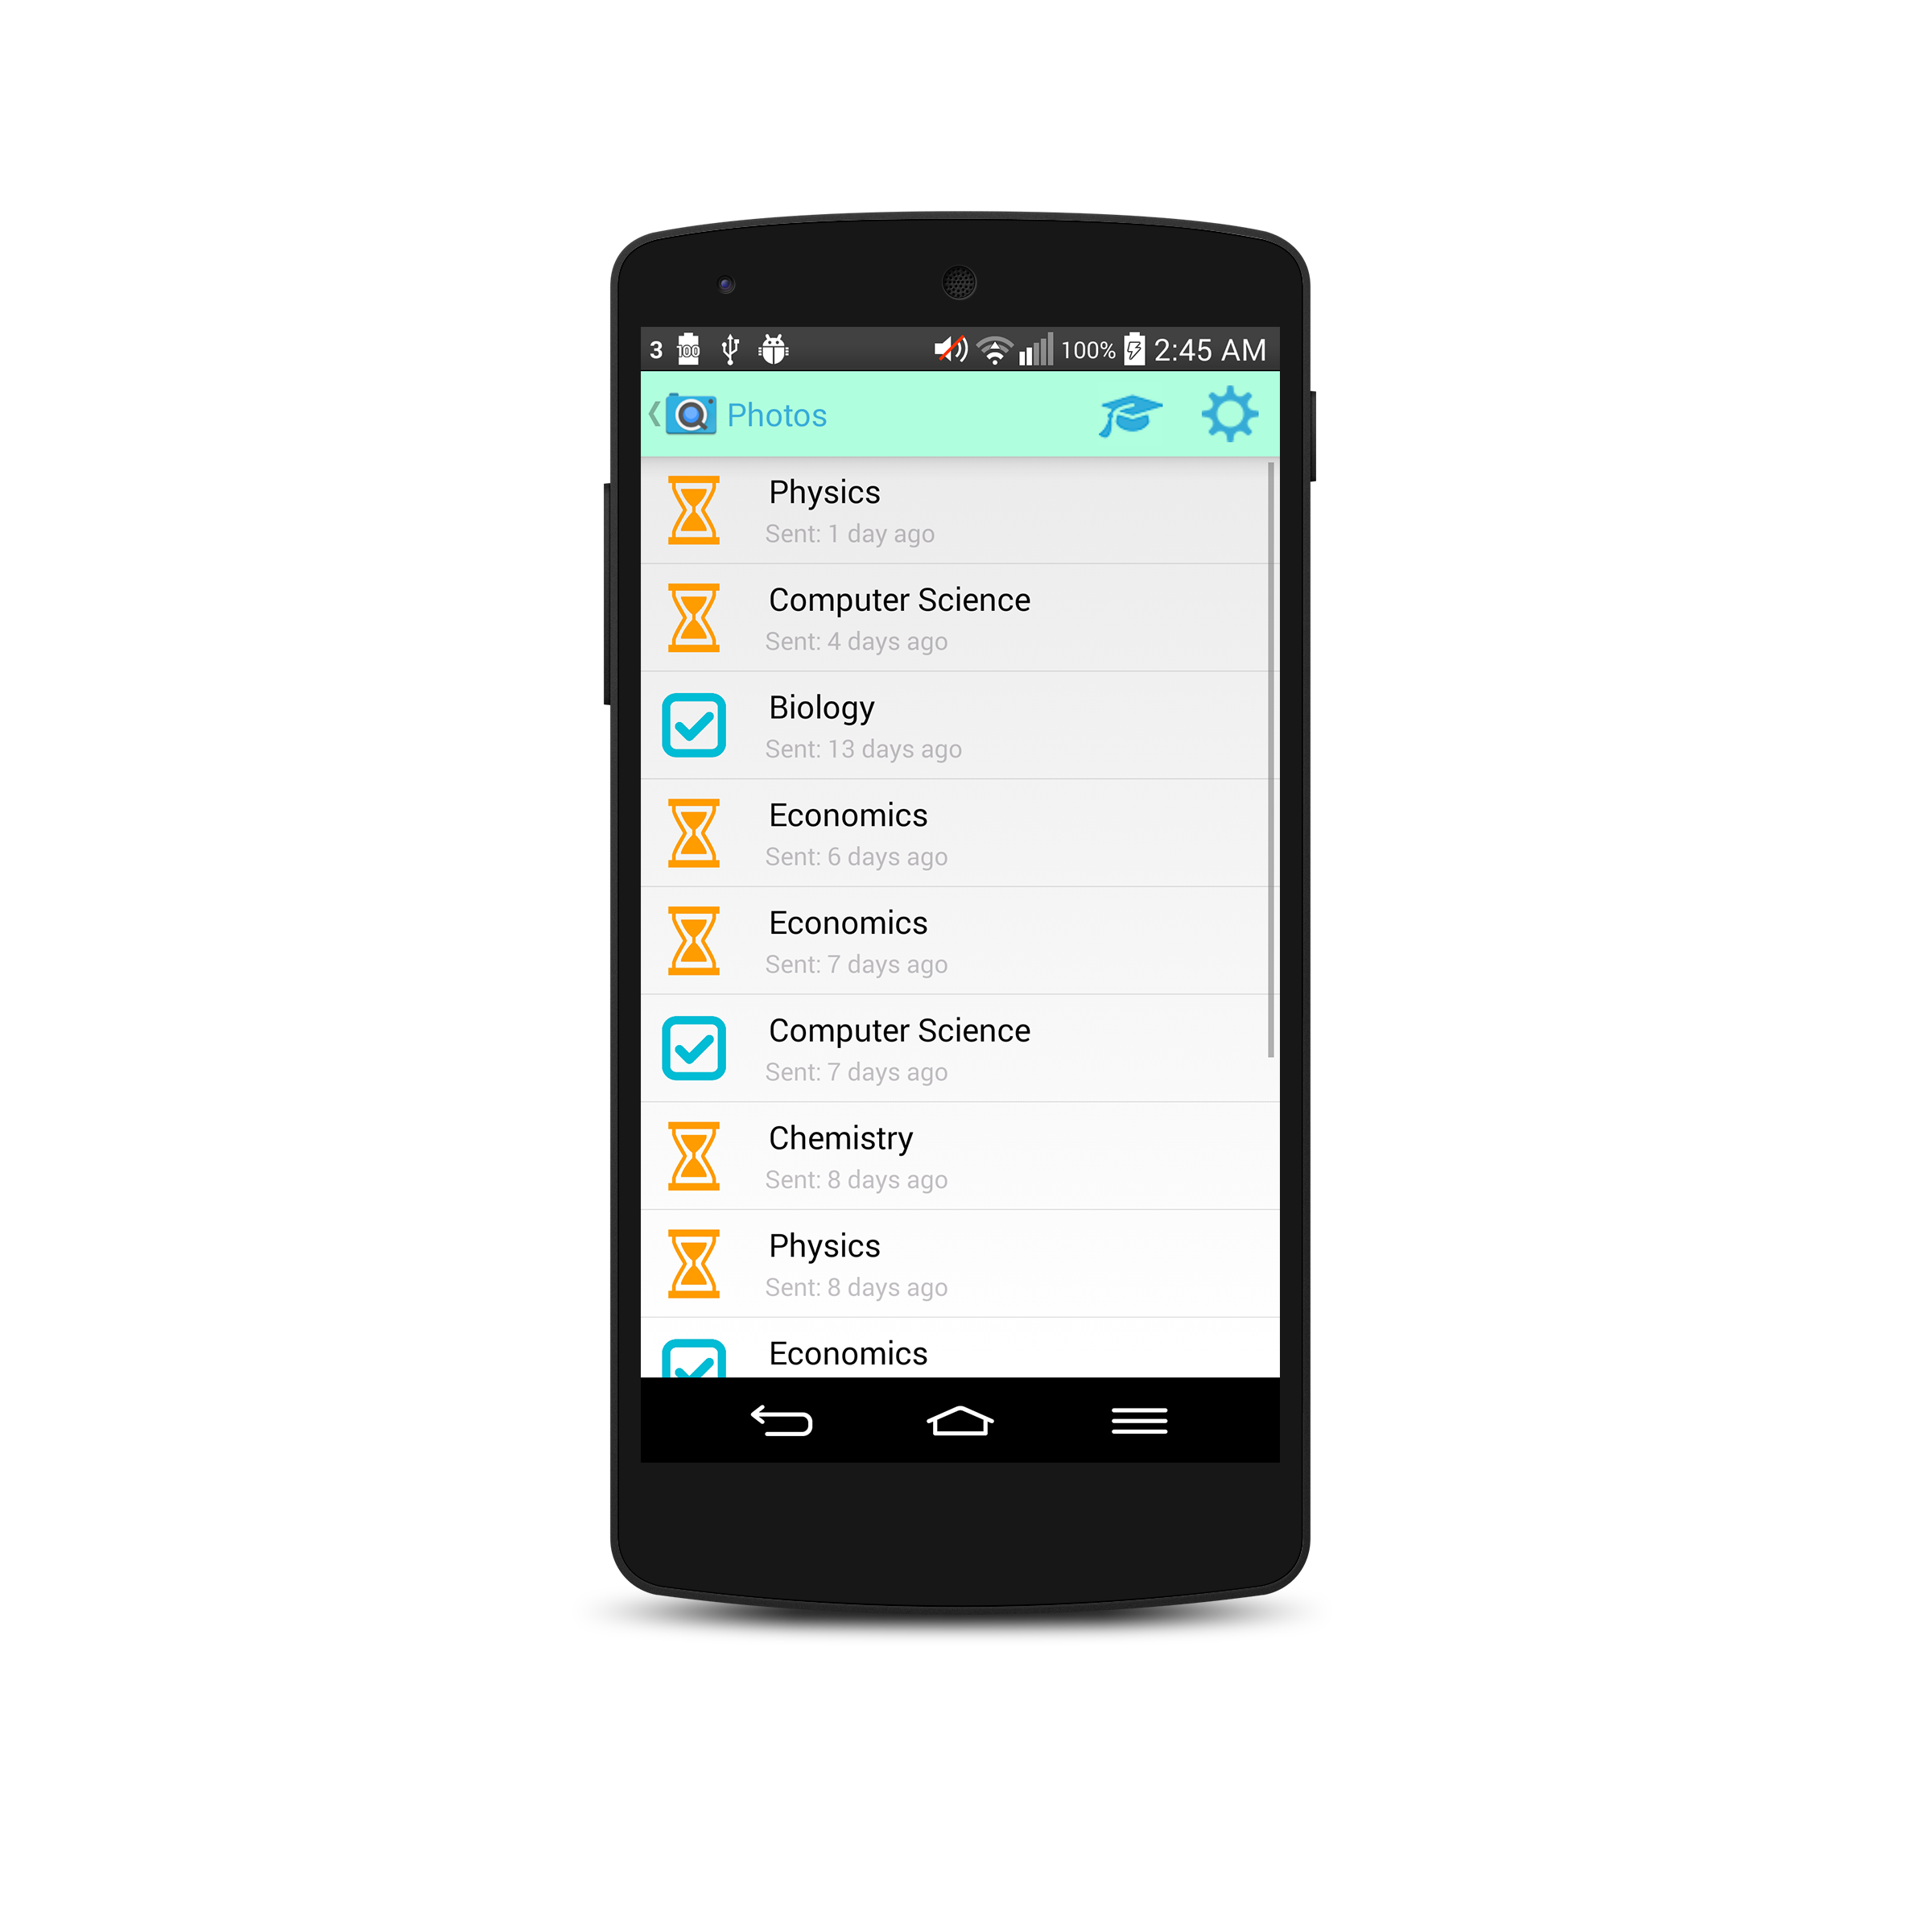 3 100 100% 2:45 AM
Photos
Physics
Sent: 1 day ago
Computer Science
Sent: 4 days ago
Biology
Sent: 13 days ago
Economics
Sent: 6 days ago
Economics
Sent: 7 days ago
Computer Science
Sent: 7 days ago
Chemistry
Sent: 8 days ago
Physics
Sent: 8 days ago
Economics